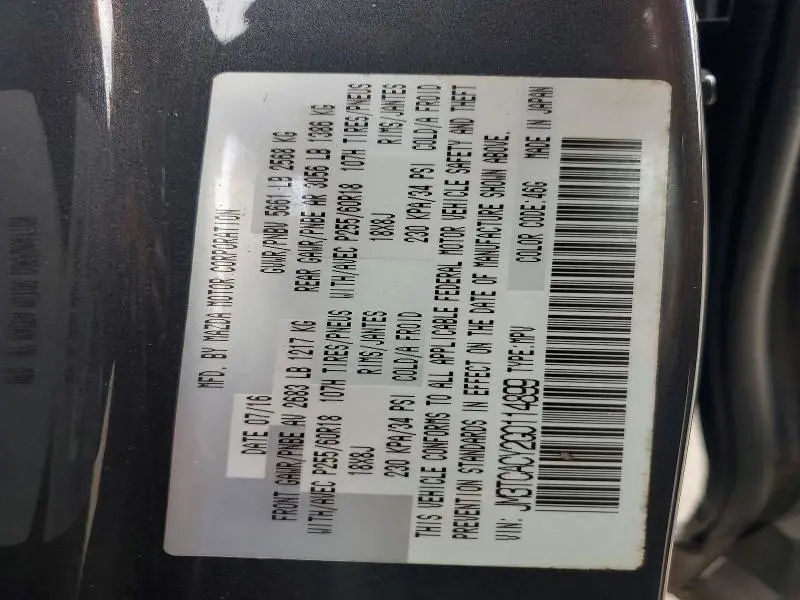 MFD. BY MAZDA MOTOR CORPORATION
DATE 07/16 GVWR/PNBV 5661 LB 2568 KG
FRONT GAWR/PNBE AV 2683 LB 1217 KG REAR GAWR/PNBE AR 3056 LB 1386 KG
WITH/AVEC P255/60R18 107H TIRES/PNEUS WITH/AVEC P255/60R18 107H TIRES/PNEUS
18X8J RIMS/JANTES 18X8J RIMS/JANTES
230 KPA/34 PSI COLD/A FROID 230 KPA/34 PSI COLD/A FROID
THIS VEHICLE CONFORMS TO ALL APPLICABLE FEDERAL MOTOR VEHICLE SAFETY AND THEFT
PREVENTION STANDARDS IN EFFECT ON THE DATE OF MANUFACTURE SHOWN ABOVE.
VIN: JM3TCACY2G0114899 TYPE:MPV COLOR CODE:46G MADE IN JAPAN